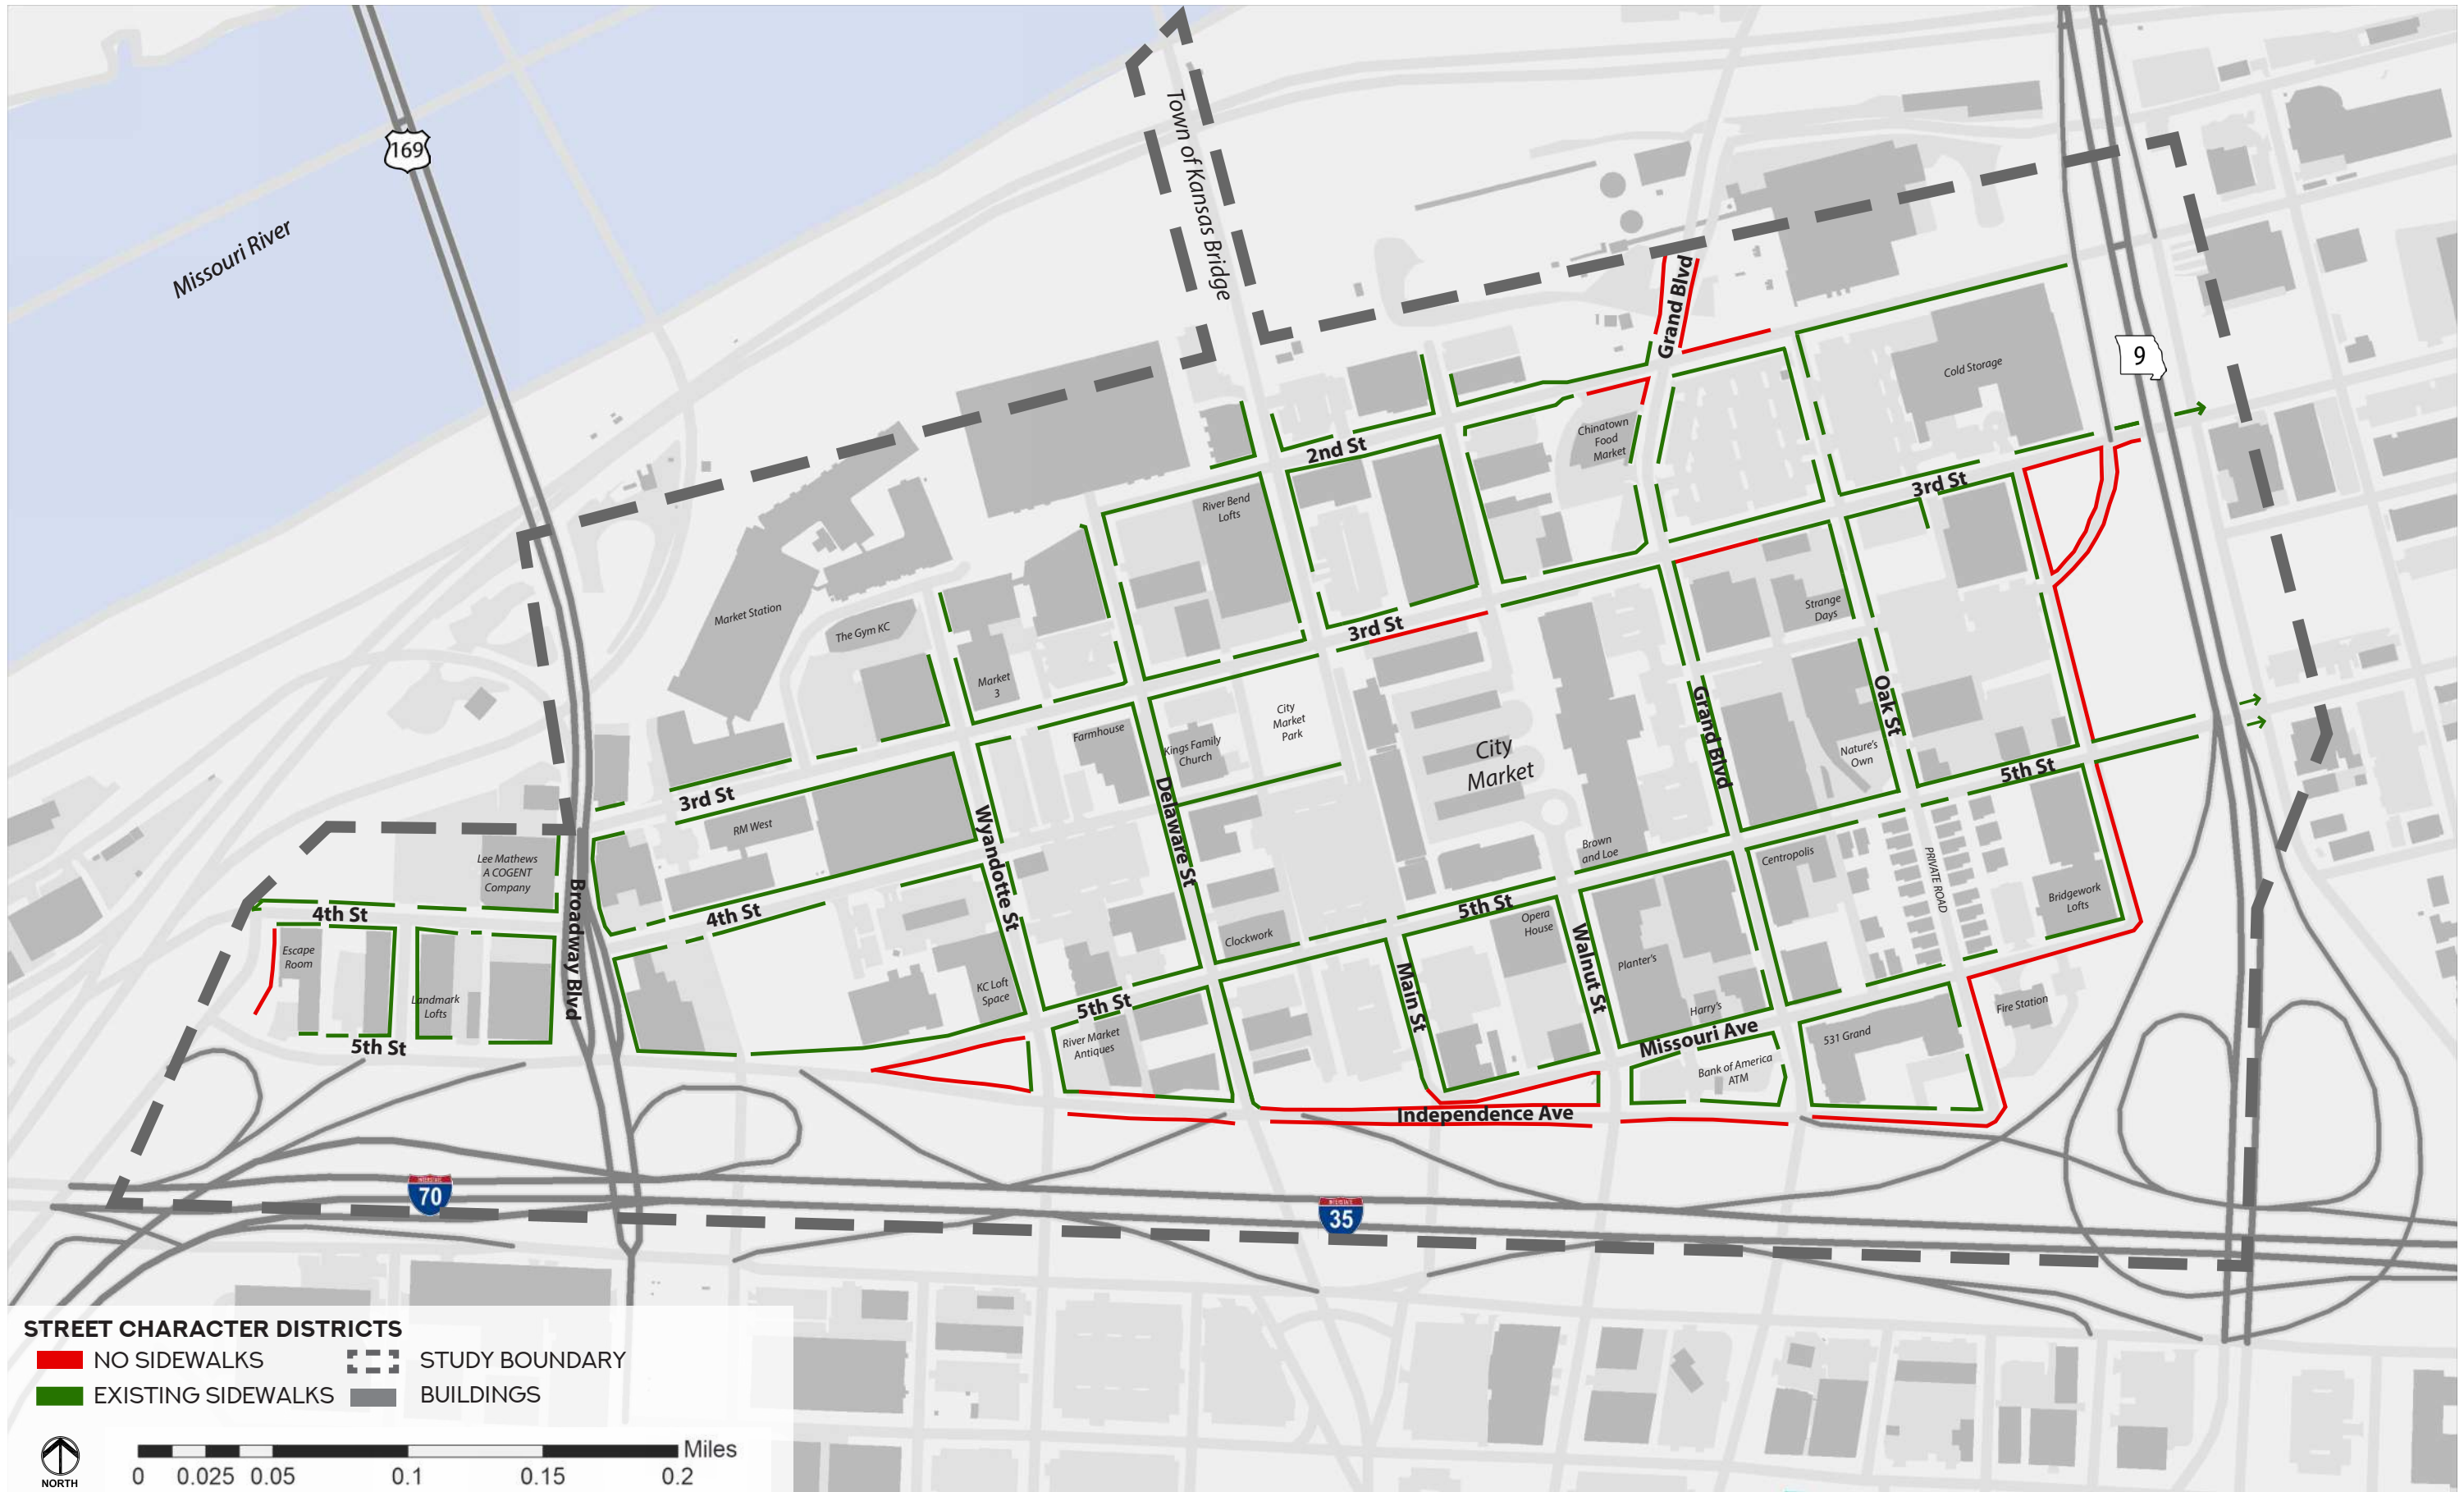 169
Missouri River
Town of Kansas Bridge
Grand Blvd
9
Cold Storage
Chinatown
Food
Market
2nd St
River Bend
Lofts
3rd St
Market Station
The Gym KC
Market
3
3rd St
Strange
Days
City
Market
Park
Farmhouse
Kings Family
Church
City
Market
Grand Blvd
Oak St
Nature's
Own
5th St
3rd St
RM West
Wyandotte St
Delaware St
Brown
and Loe
Centropolis
PRIVATE ROAD
Bridgework
Lofts
Lee Mathews
A COGENT
Company
Broadway Blvd
4th St
4th St
Escape
Room
Landmark
Lofts
5th St
KC Loft
Space
Clockwork
5th St
Opera
House
Main St
Walnut St
Planter's
Harry's
Missouri Ave
5th St
River Market
Antiques
Bank of America
ATM
531 Grand
Fire Station
Independence Ave
INTERSTATE
70
INTERSTATE
35
STREET CHARACTER DISTRICTS
NO SIDEWALKS
STUDY BOUNDARY
EXISTING SIDEWALKS
BUILDINGS
NORTH
Miles
0 0.025 0.05 0.1 0.15 0.2